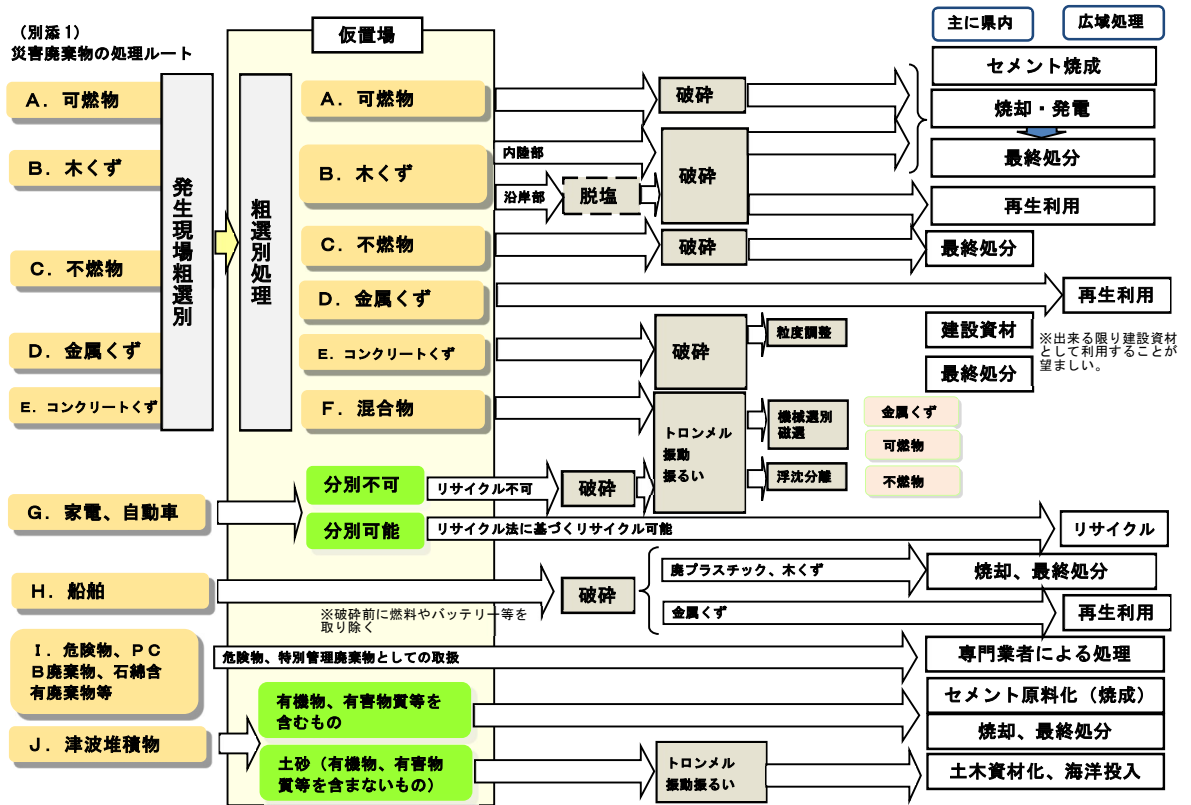 （別添１）
災害廃棄物の処理ルート
仮置場
主に県内
広域処理
Ａ．可燃物
Ｂ．木くず
Ｃ．不燃物
Ｄ．金属くず
Ｅ．コンクリートくず
発生現場粗選別
粗選別処理
Ａ．可燃物
破砕
セメント焼成
焼却・発電
最終処分
Ｂ．木くず
内陸部
沿岸部
脱塩
破砕
再生利用
Ｃ．不燃物
破砕
最終処分
Ｄ．金属くず
再生利用
Ｅ．コンクリートくず
破砕
粒度調整
建設資材
最終処分
※出来る限り建設資材
として利用することが
望ましい。
Ｆ．混合物
トロンメル
振動
振るい
機械選別
磁選
浮沈分離
金属くず
可燃物
不燃物
Ｇ．家電、自動車
分別不可
リサイクル不可
破砕
分別可能
リサイクル法に基づくリサイクル可能
リサイクル
Ｈ．船舶
※破砕前に燃料やバッテリー等を
取り除く
破砕
廃プラスチック、木くず
焼却、最終処分
金属くず
再生利用
Ｉ．危険物、ＰＣ
Ｂ廃棄物、石綿含
有廃棄物等
危険物、特別管理廃棄物としての取扱
専門業者による処理
Ｊ．津波堆積物
有機物、有害物質等を
含むもの
セメント原料化（焼成）
焼却、最終処分
土砂（有機物、有害物
質等を含まないもの）
トロンメル
振動振るい
土木資材化、海洋投入